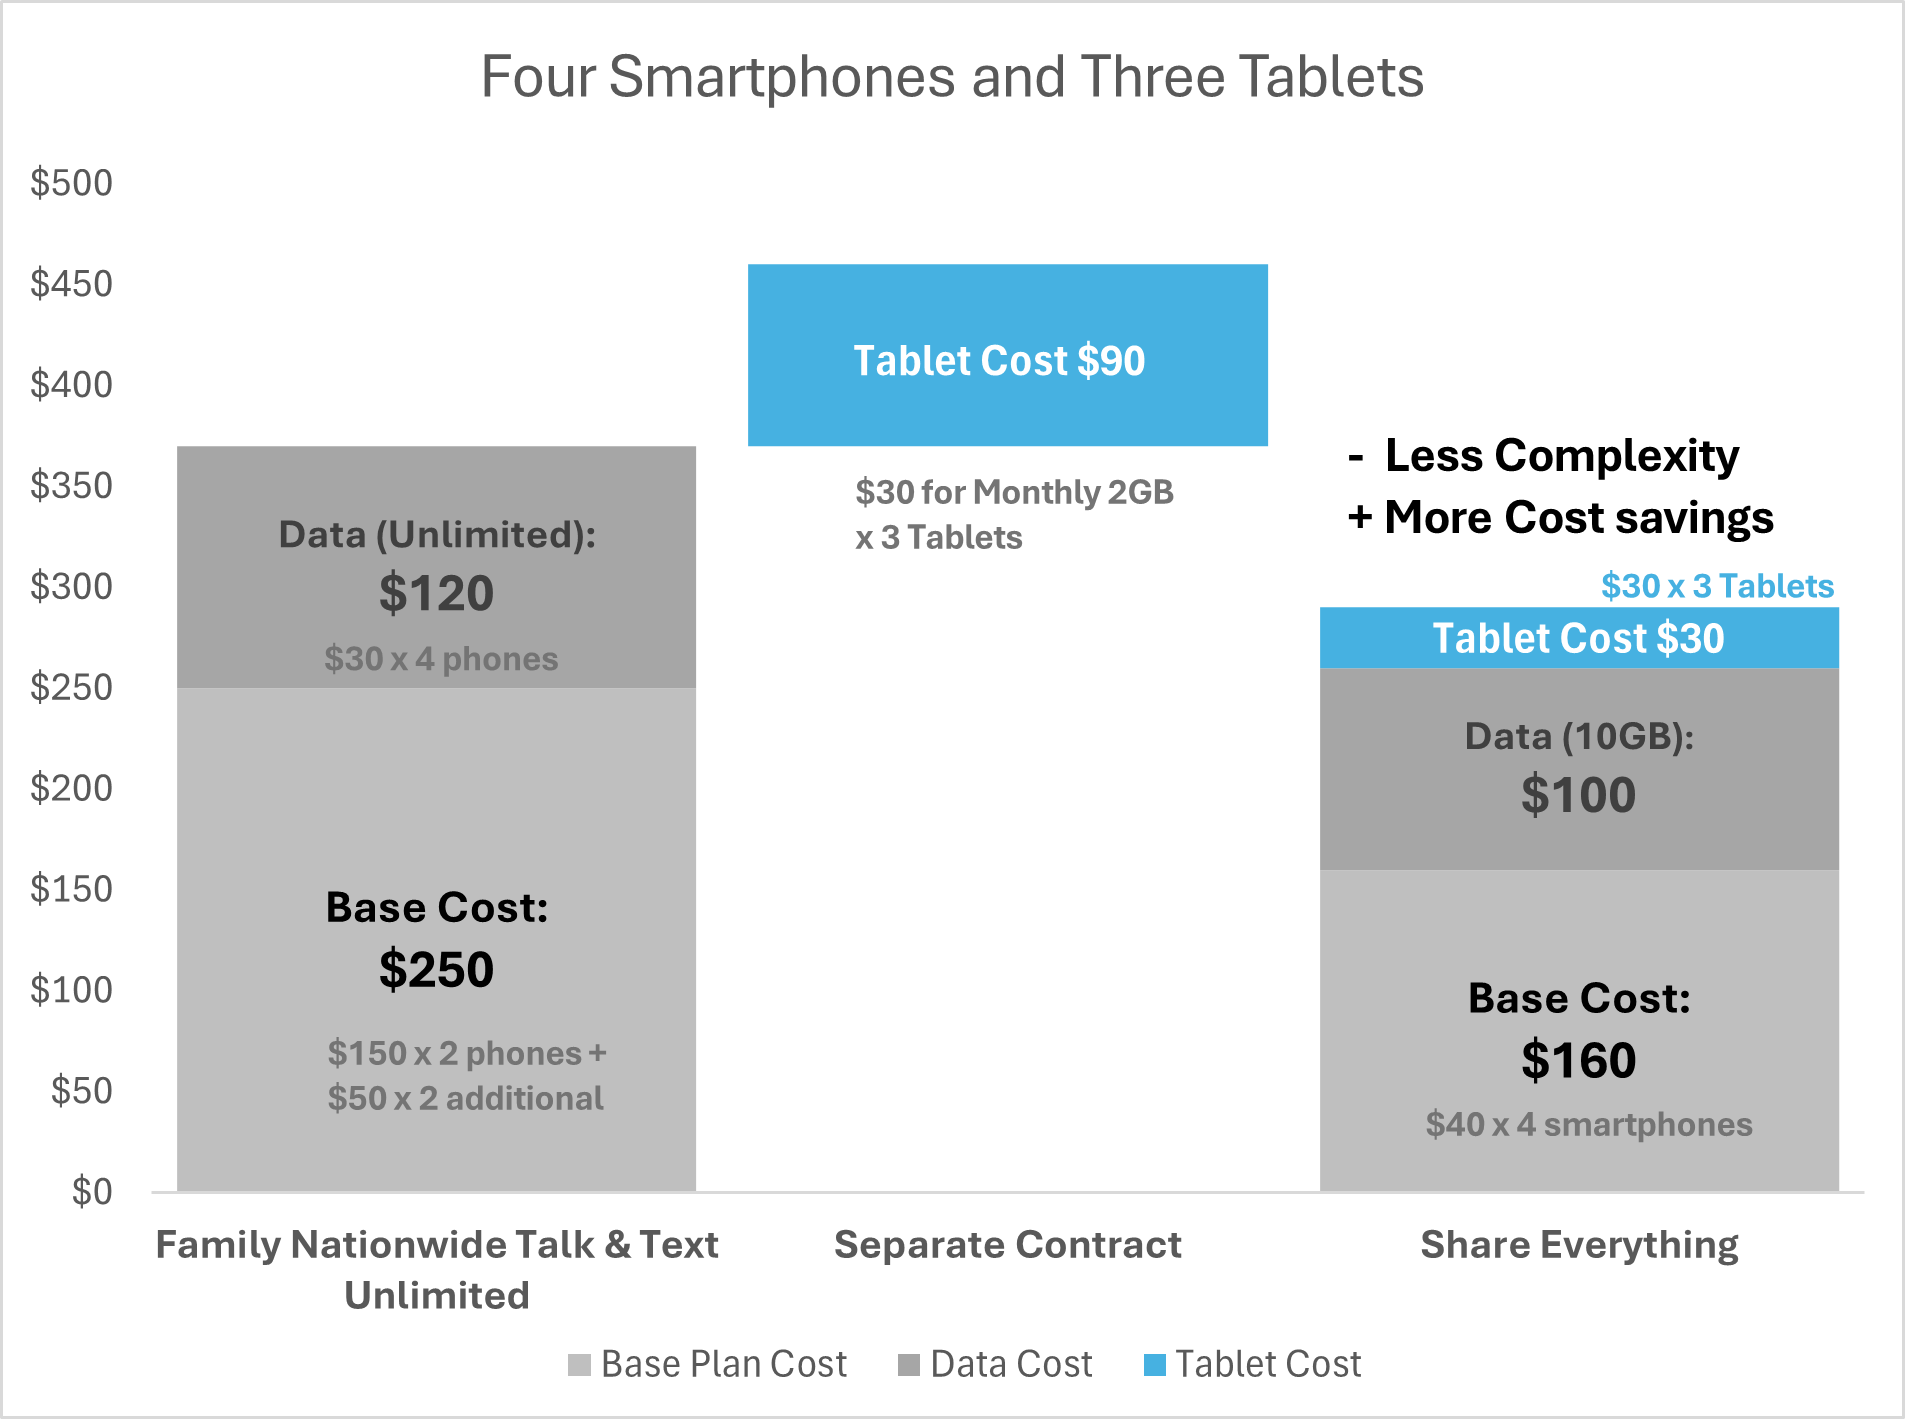 Four Smartphones and Three Tablets
$500
$450
$400
$350
$300
$250
$200
$150
$100
$50
$0
Data (Unlimited):
$120
$30 x 4 phones
Base Cost:
$250
$150 x 2 phones +
$50 x 2 additional
Tablet Cost $90
$30 for Monthly 2GB
x 3 Tablets
- Less Complexity
+ More Cost savings
$30 x 3 Tablets
Tablet Cost $30
Data (10GB):
$100
Base Cost:
$160
$40 x 4 smartphones
Family Nationwide Talk & Text
Unlimited
Separate Contract
Share Everything
Base Plan Cost
Data Cost
Tablet Cost